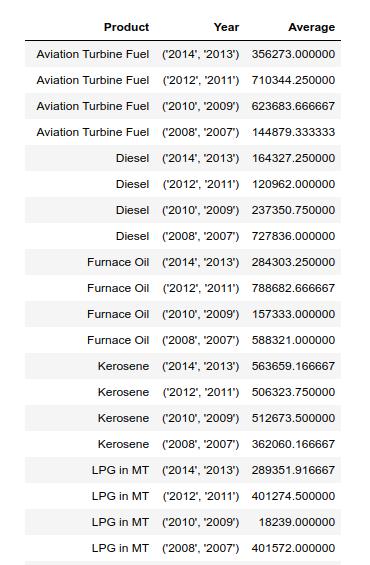 Product Year Average
Aviation Turbine Fuel ('2014', '2013') 356273.000000
Aviation Turbine Fuel ('2012', '2011') 710344.250000
Aviation Turbine Fuel ('2010', '2009') 623683.666667
Aviation Turbine Fuel ('2008', '2007') 144879.333333
Diesel ('2014', '2013') 164327.250000
Diesel ('2012', '2011') 120962.000000
Diesel ('2010', '2009') 237350.750000
Diesel ('2008', '2007') 727836.000000
Furnace Oil ('2014', '2013') 284303.250000
Furnace Oil ('2012', '2011') 788682.666667
Furnace Oil ('2010', '2009') 157333.000000
Furnace Oil ('2008', '2007') 588321.000000
Kerosene ('2014', '2013') 563659.166667
Kerosene ('2012', '2011') 506323.750000
Kerosene ('2010', '2009') 512673.500000
Kerosene ('2008', '2007') 362060.166667
LPG in MT ('2014', '2013') 289351.916667
LPG in MT ('2012', '2011') 401274.500000
LPG in MT ('2010', '2009') 18239.000000
LPG in MT ('2008', '2007') 401572.000000